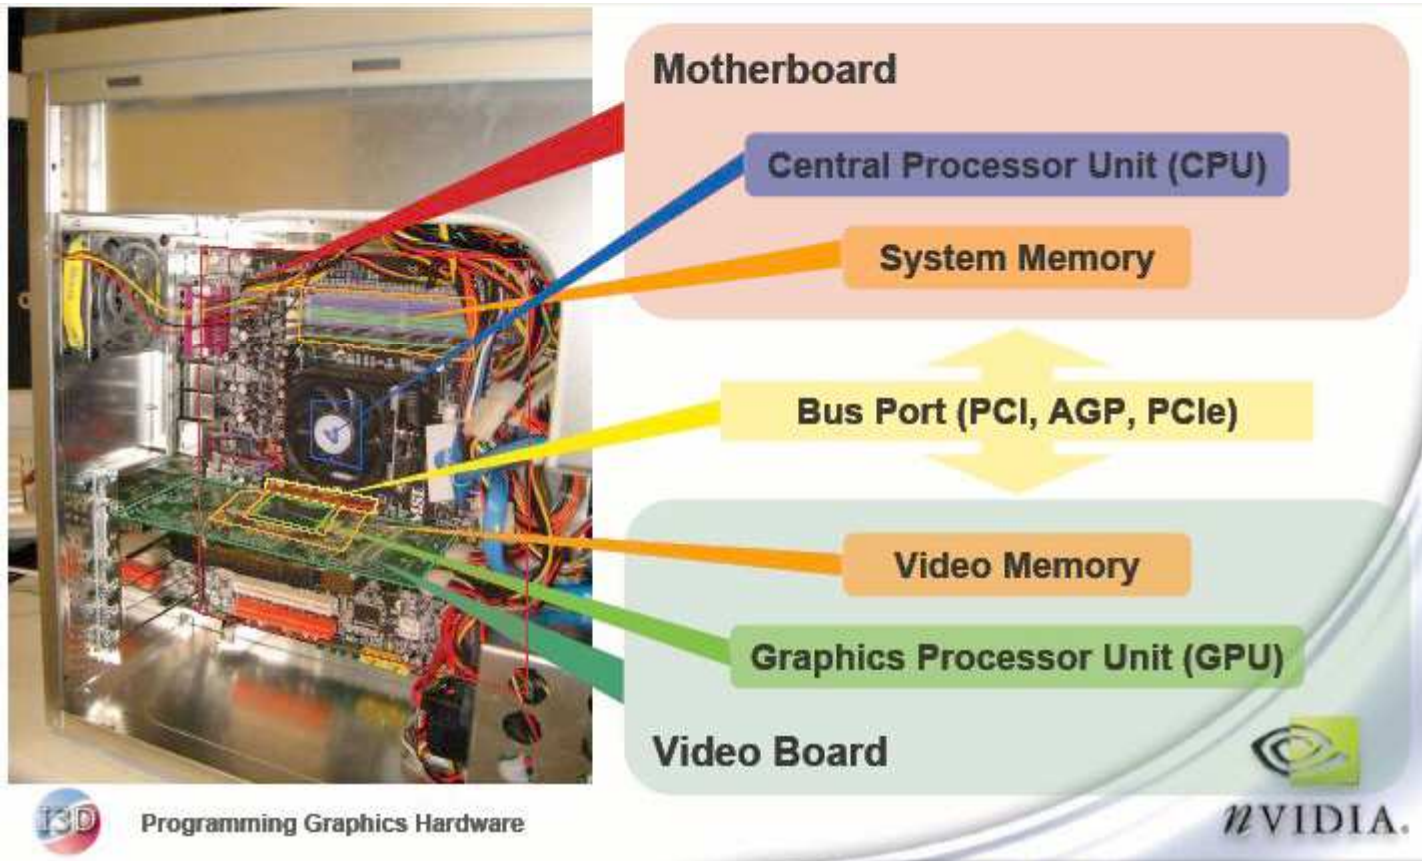 Motherboard
Central Processor Unit (CPU)
System Memory
Bus Port (PCI, AGP, PCIe)
Video Memory
Graphics Processor Unit (GPU)
Video Board
I3D
Programming Graphics Hardware
nVIDIA.